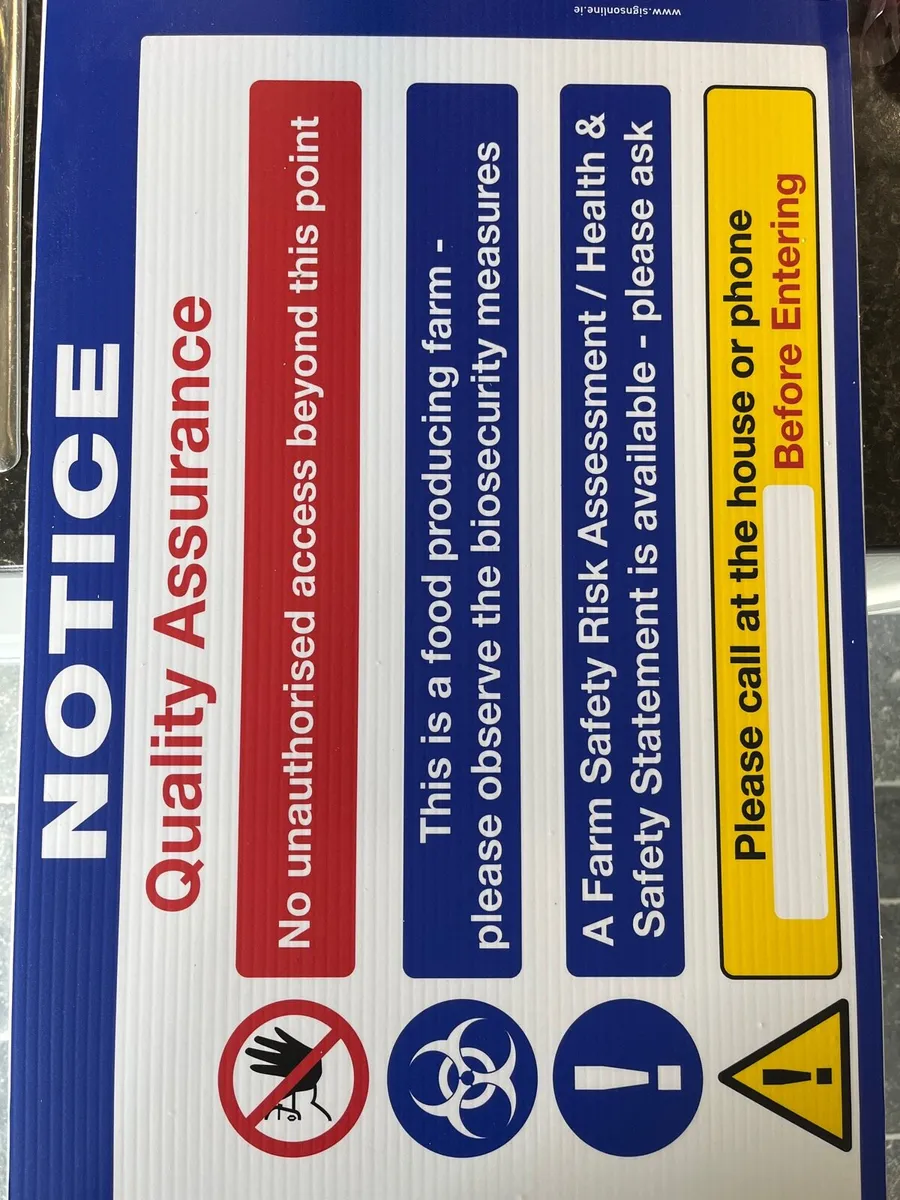 NOTICE
Quality Assurance
No unauthorised access beyond this point
This is a food producing farm -
please observe the biosecurity measures
A Farm Safety Risk Assessment / Health &
Safety Statement is available - please ask
Please call at the house or phone
Before Entering
www.signsonline.ie